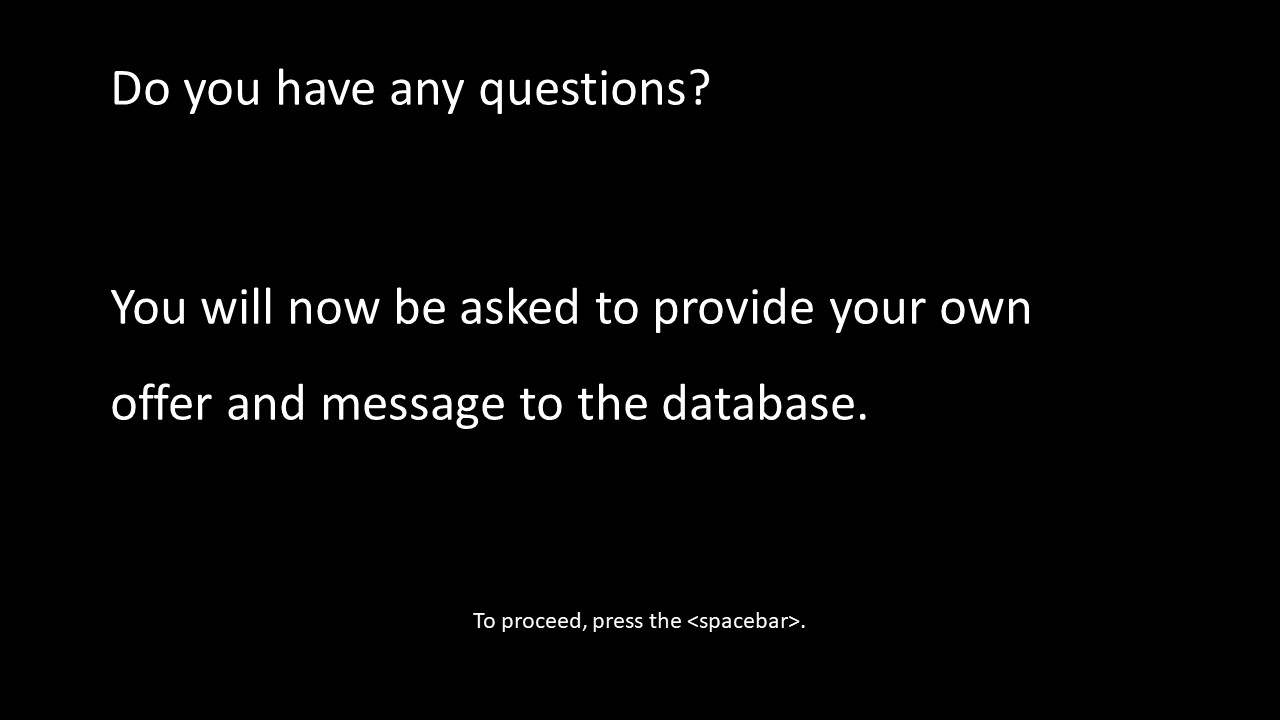 Do you have any questions?
You will now be asked to provide your own
offer and message to the database.
To proceed, press the <spacebar>.